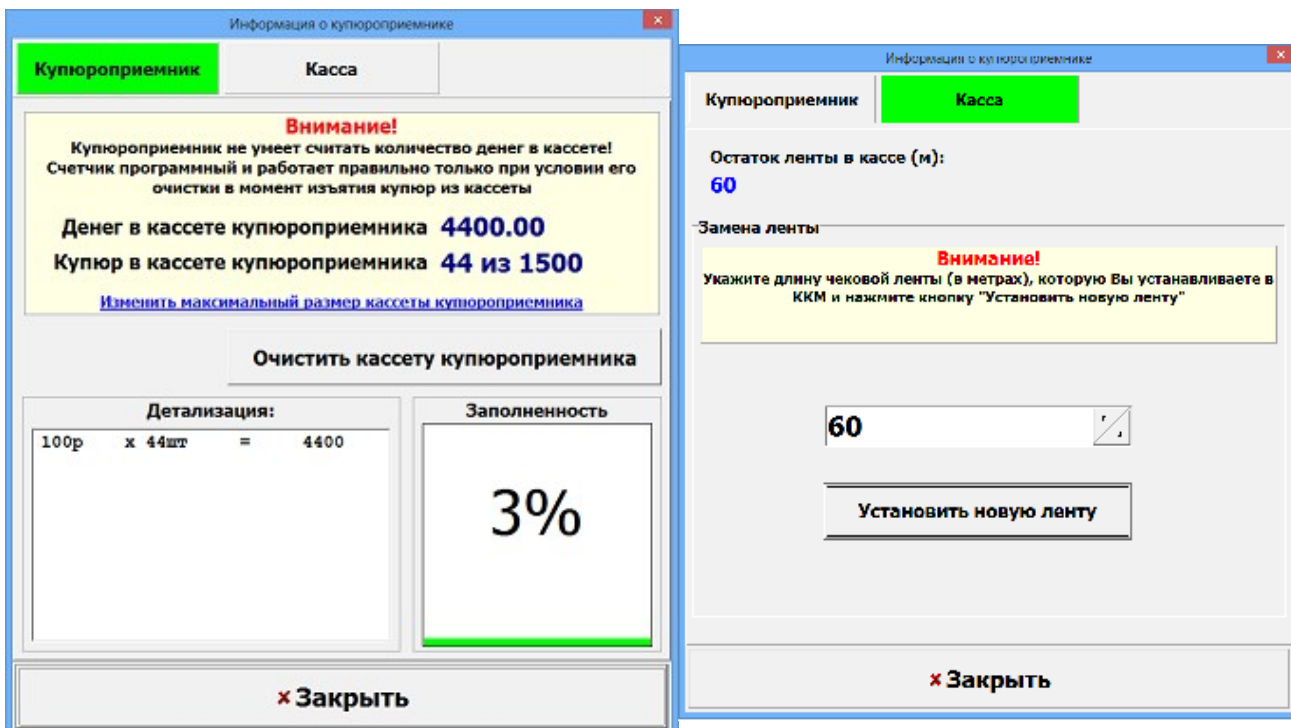 Информация о купюроприемнике
Купюроприемник
Касса
Внимание!
Купюроприемник не умеет считать количество денег в кассете!
Счетчик программный и работает правильно только при условии его
очистки в момент изъятия купюр из кассеты
Денег в кассете купюроприемника 4400.00
Купюр в кассете купюроприемника 44 из 1500
Изменить максимальный размер кассеты купюроприемника
Очистить кассету купюроприемника
Детализация:
100р х 44шт = 4400
Заполненность
3%
Закрыть
Информация о купюроприемнике
Купюроприемник
Касса
Остаток ленты в кассе (м):
60
Замена ленты
Внимание!
Укажите длину чековой ленты (в метрах), которую Вы устанавливаете в
ККМ и нажмите кнопку "Установить новую ленту"
60
Установить новую ленту
Закрыть